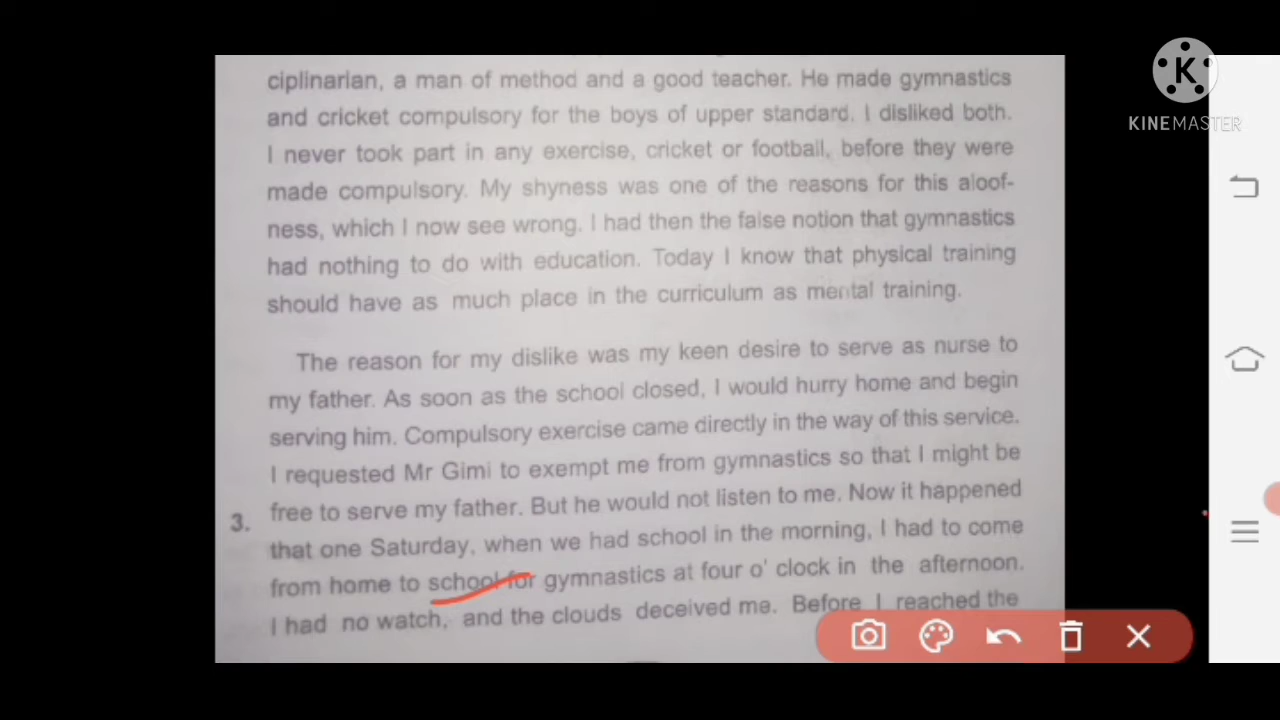 KINEMASTER
ciplinarian, a man of method and a good teacher. He made gymnastics
and cricket compulsory for the boys of upper standard. I disliked both.
I never took part in any exercise, cricket or football, before they were
made compulsory. My shyness was one of the reasons for this aloof-
ness, which I now see wrong. I had then the false notion that gymnastics
had nothing to do with education. Today I know that physical training
should have as much place in the curriculum as mental training.
The reason for my dislike was my keen desire to serve as nurse to
my father. As soon as the school closed, I would hurry home and begin
serving him. Compulsory exercise came directly in the way of this service.
I requested Mr Gimi to exempt me from gymnastics so that I might be
free to serve my father. But he would not listen to me. Now it happened
3. that one Saturday, when we had school in the morning, I had to come
from home to school for gymnastics at four o' clock in the afternoon.
I had no watch, and the clouds deceived me. Before I reached the